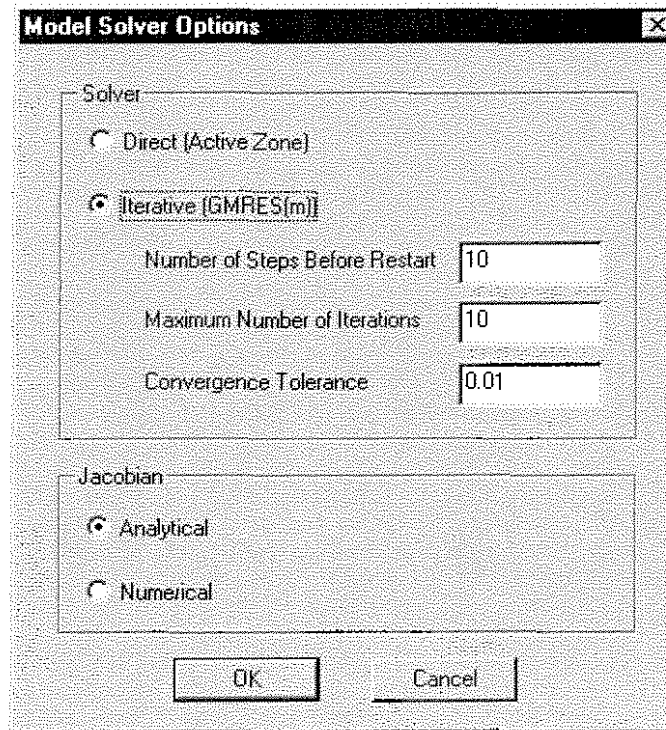 Model Solver Options
Solver
Direct (Active Zone)
Iterative (GMRES(m))
Number of Steps Before Restart 10
Maximum Number of Iterations 10
Convergence Tolerance 0.01
Jacobian
Analytical
Numerical
OK Cancel